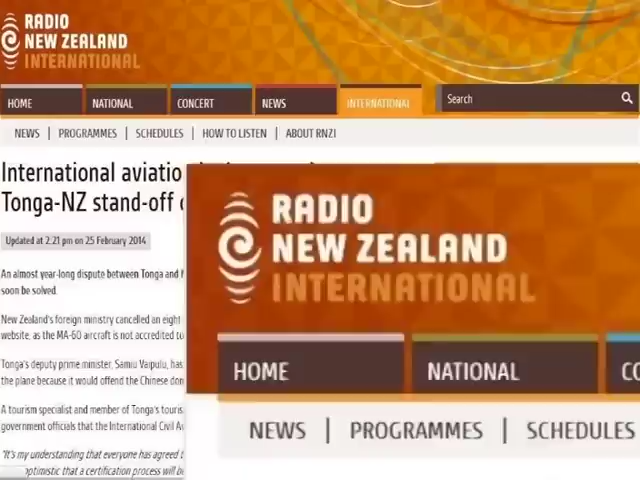 RADIO
NEW ZEALAND
INTERNATIONAL
HOME NATIONAL CONCERT NEWS INTERNATIONAL Search
NEWS | PROGRAMMES | SCHEDULES | HOW TO LISTEN | ABOUT RNZI
International aviatio
Tonga-NZ stand-off
Updated at 2:21 pm on 25 February 2014
An almost year-long dispute between Tonga and
soon be solved.
New Zealand's foreign ministry cancelled an eight
website, as the MA-60 aircraft is not accredited to
Tonga's deputy prime minister, Samiu Vaipulu, has
the plane because it would offend the Chinese don
A tourism specialist and member of Tonga's touris
government officials that the International Civil Av
"It's my understanding that everyone has agreed t
optimistic that a certification process will be
RADIO
NEW ZEALAND
INTERNATIONAL
HOME NATIONAL CO
NEWS | PROGRAMMES | SCHEDULES